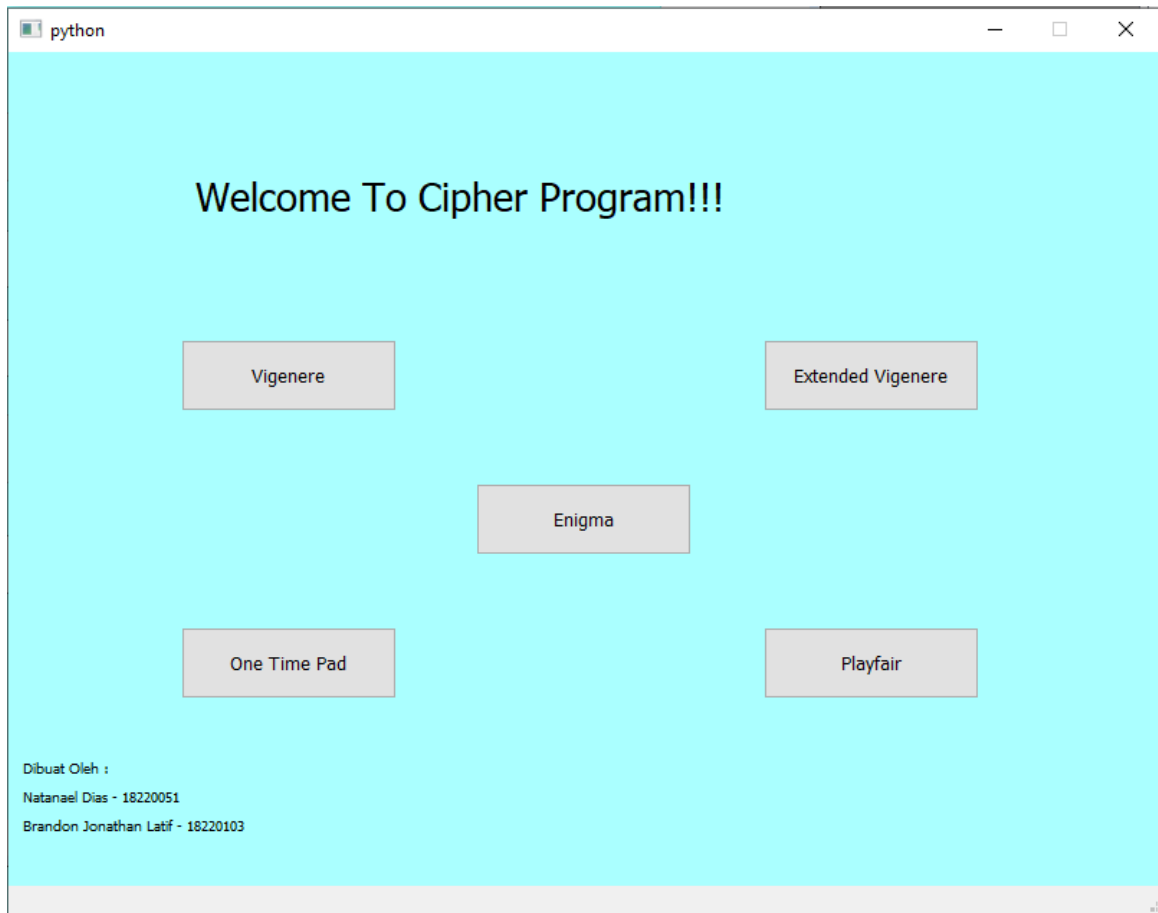 python
Welcome To Cipher Program!!!
Vigenere
Extended Vigenere
Enigma
One Time Pad
Playfair
Dibuat Oleh :
Natanael Dias - 18220051
Brandon Jonathan Latif - 18220103